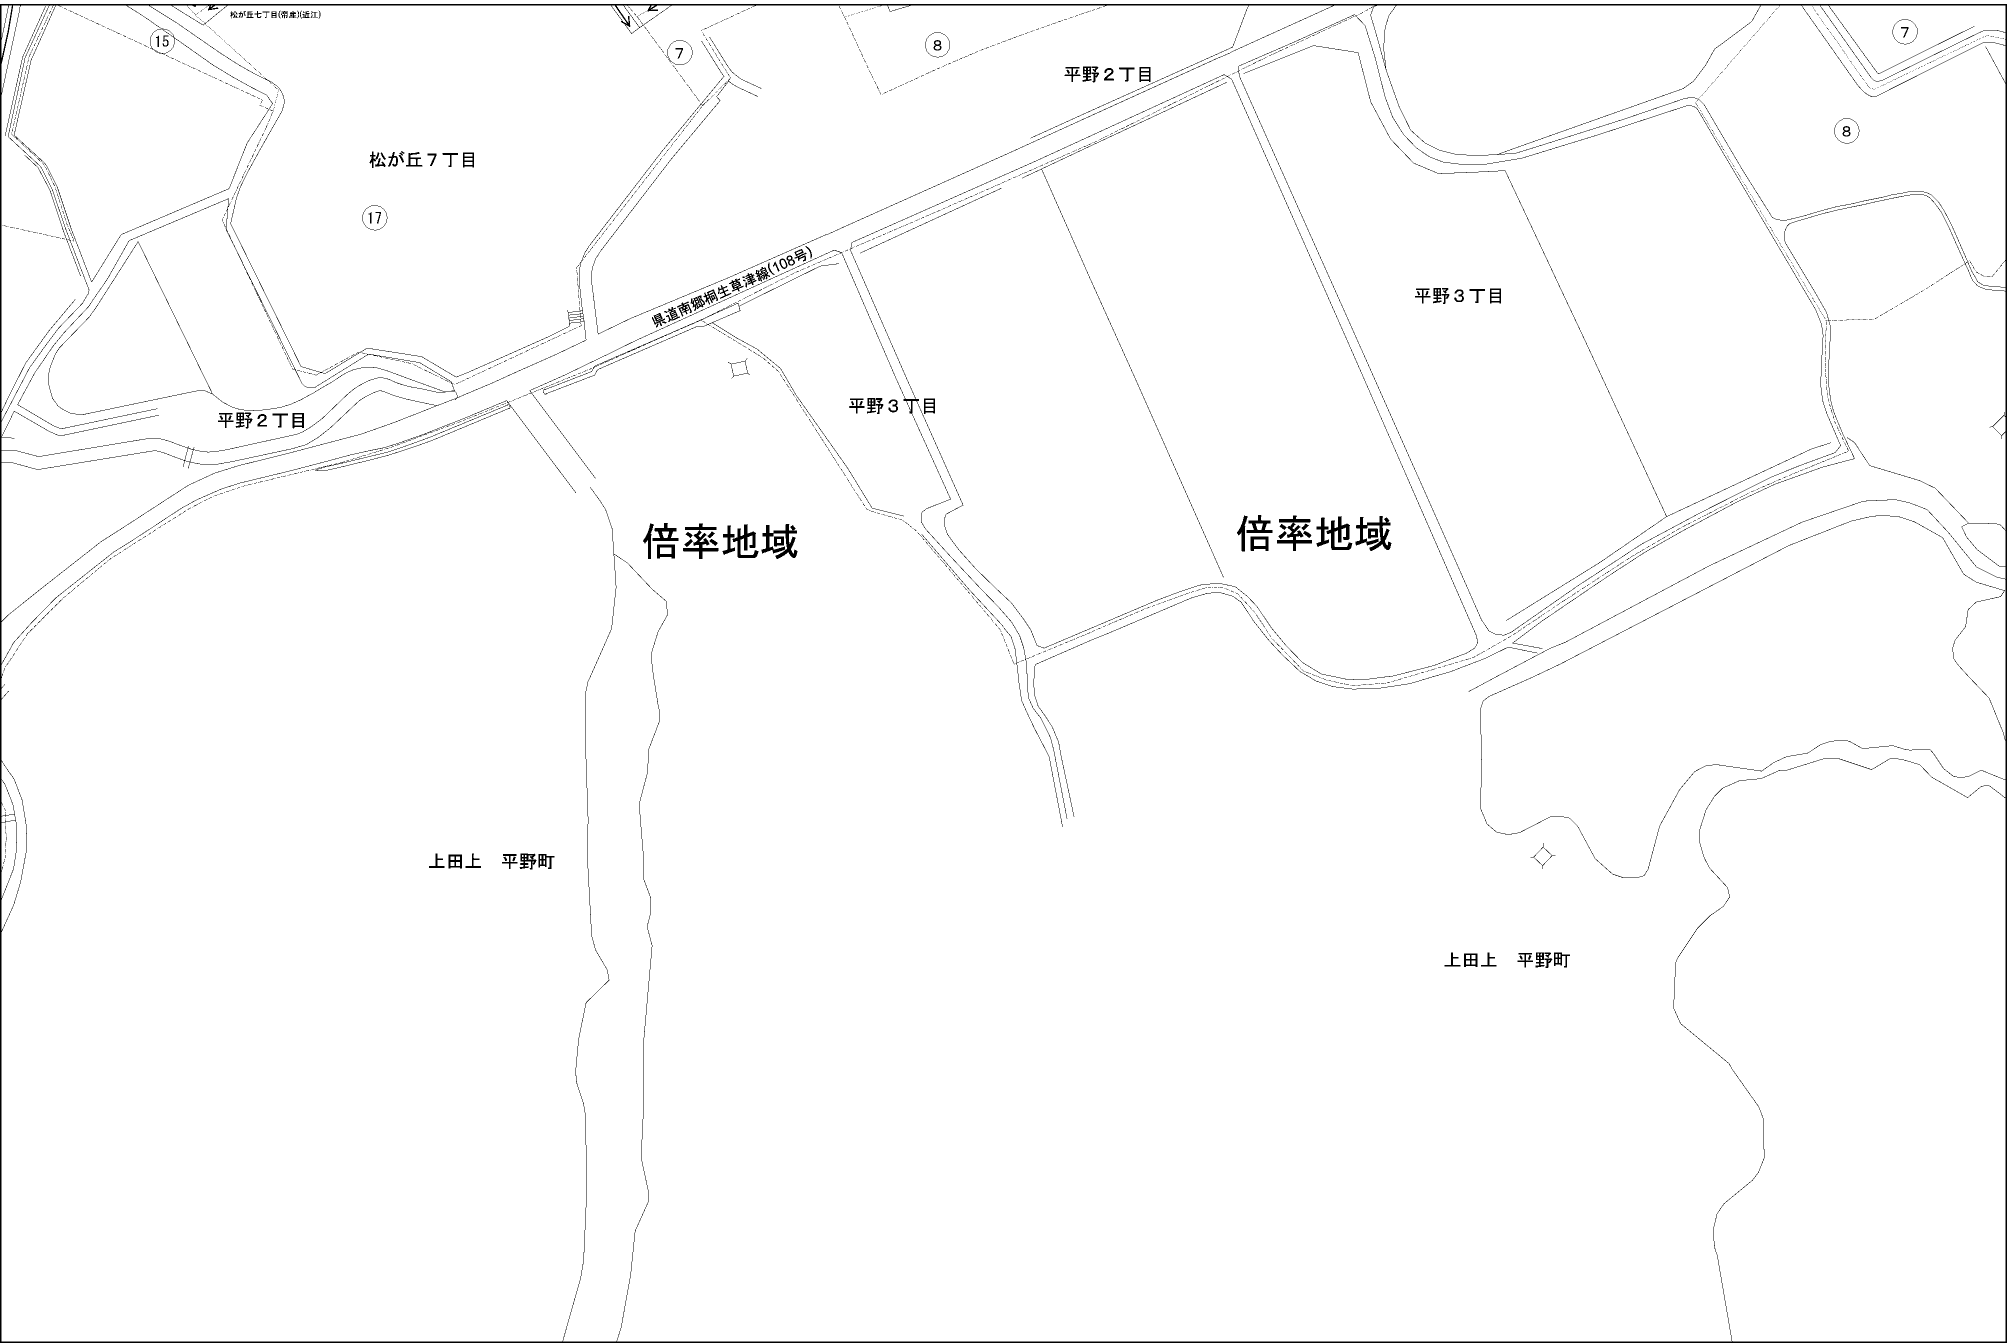 松が丘七丁目(帝産)(近江)
15
7
8
7
平野２丁目
8
松が丘７丁目
17
県道南郷桐生草津線(108号)
平野３丁目
平野３丁目
平野２丁目
倍率地域
倍率地域
上田上　平野町
上田上　平野町